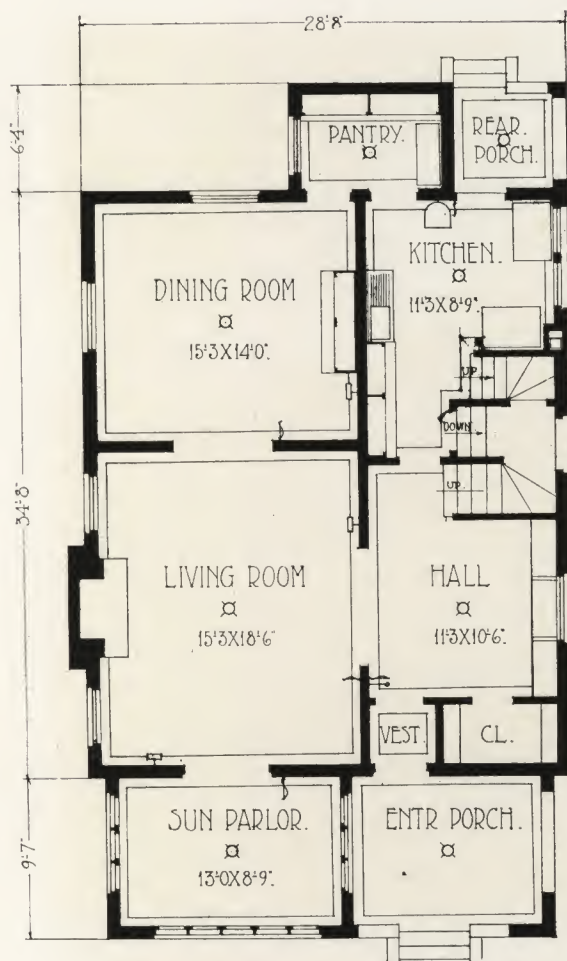 28'8"
6'4"
PANTRY.
REAR.
PORCH.
KITCHEN.
11'3X8'9".
DINING ROOM
15'3X14'0".
UP
DOWN
UP.
34'8"
LIVING ROOM
15'3X18'6"
HALL
11'3X10'6".
VEST.
CL.
SUN PARLOR.
13'0X8'9".
ENTR PORCH.
9'7"